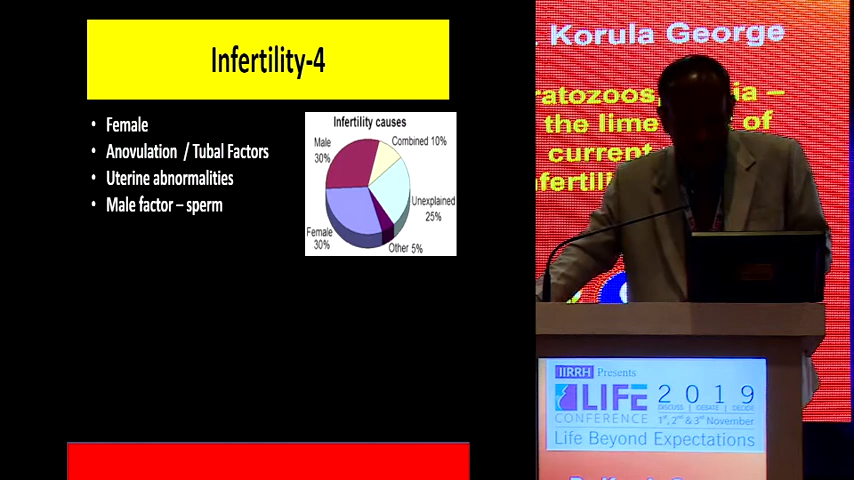 Infertility-4
• Female
• Anovulation / Tubal Factors
• Uterine abnormalities
• Male factor – sperm
Infertility causes
Male
30%
Combined 10%
Unexplained
25%
Female
30%
Other 5%
Korula George
the lime of
current
IIRRH Presents
LIFE
CONFERENCE
2019
DISCUSS | DEBATE | DECIDE
1st, 2nd & 3rd November
Life Beyond Expectations